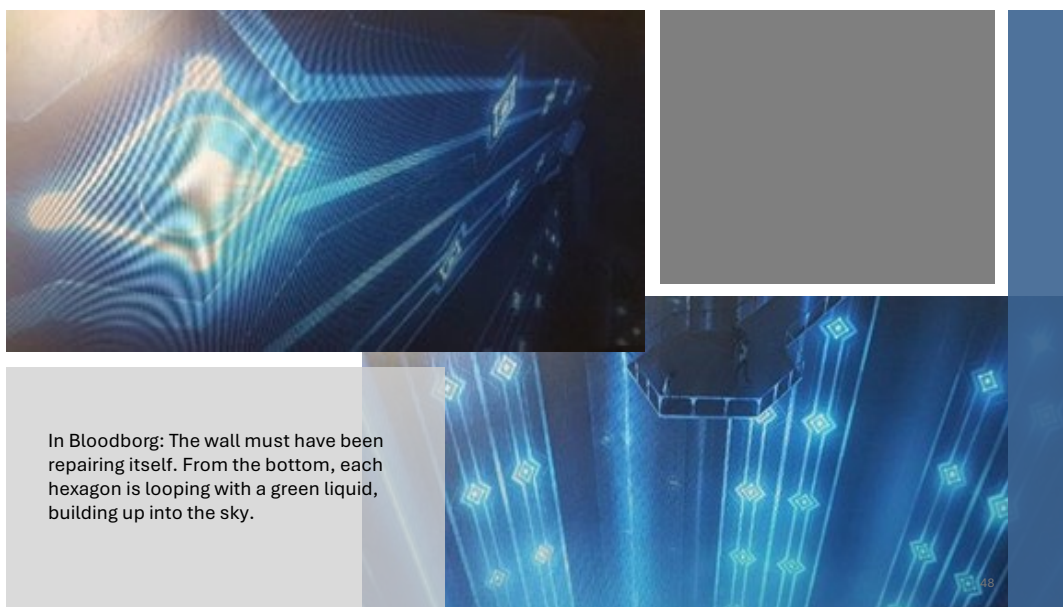 In Bloodborg: The wall must have been
repairing itself. From the bottom, each
hexagon is looping with a green liquid,
building up into the sky.
48